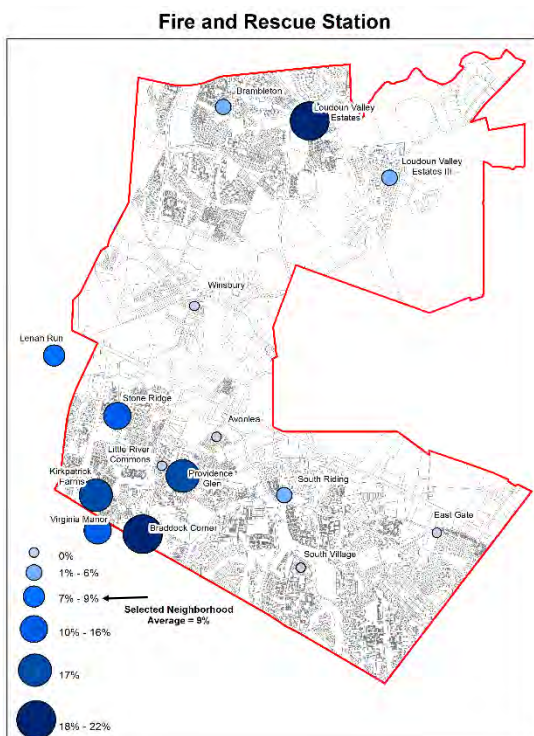 Fire and Rescue Station
Brambleton
Loudoun Valley
Estates
Loudoun Valley
Estates III
Winsbury
Lenah Run
Stone Ridge
Avonlea
Little River
Commons
Kirkpatrick
Farms
Providence
Glen
South Riding
Virginia Manor
Braddock Corner
East Gate
South Village
0%
1% - 6%
7% - 9%
Selected Neighborhood
Average = 9%
10% - 16%
17%
18% - 22%